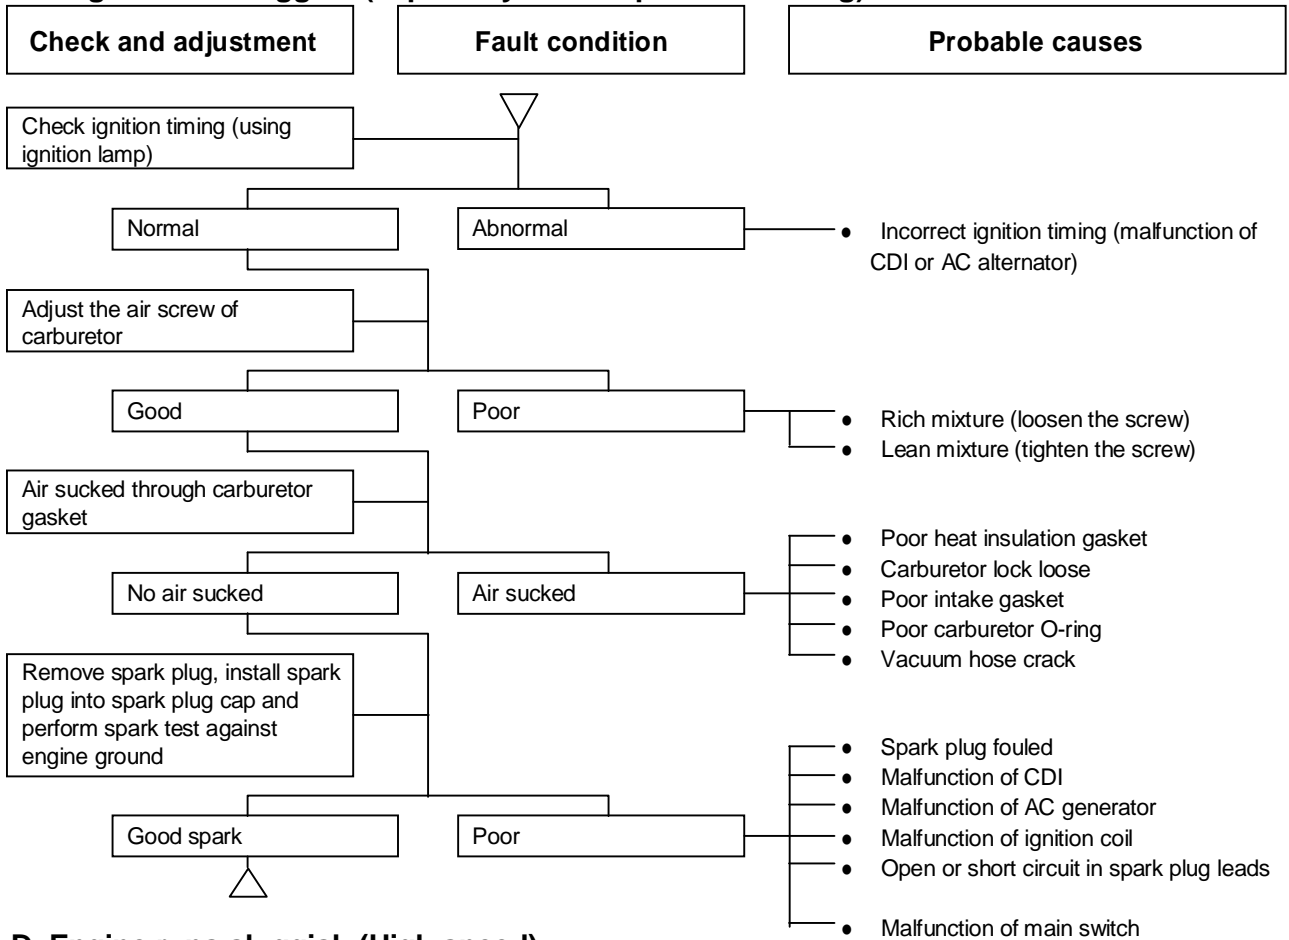 Check and adjustment
Fault condition
Probable causes
Check ignition timing (using
ignition lamp)
Normal
Abnormal
• Incorrect ignition timing (malfunction of
CDI or AC alternator)
Adjust the air screw of
carburetor
Good
Poor
• Rich mixture (loosen the screw)
• Lean mixture (tighten the screw)
Air sucked through carburetor
gasket
No air sucked
Air sucked
• Poor heat insulation gasket
• Carburetor lock loose
• Poor intake gasket
• Poor carburetor O-ring
• Vacuum hose crack
Remove spark plug, install spark
plug into spark plug cap and
perform spark test against
engine ground
Good spark
Poor
• Spark plug fouled
• Malfunction of CDI
• Malfunction of AC generator
• Malfunction of ignition coil
• Open or short circuit in spark plug leads
• Malfunction of main switch